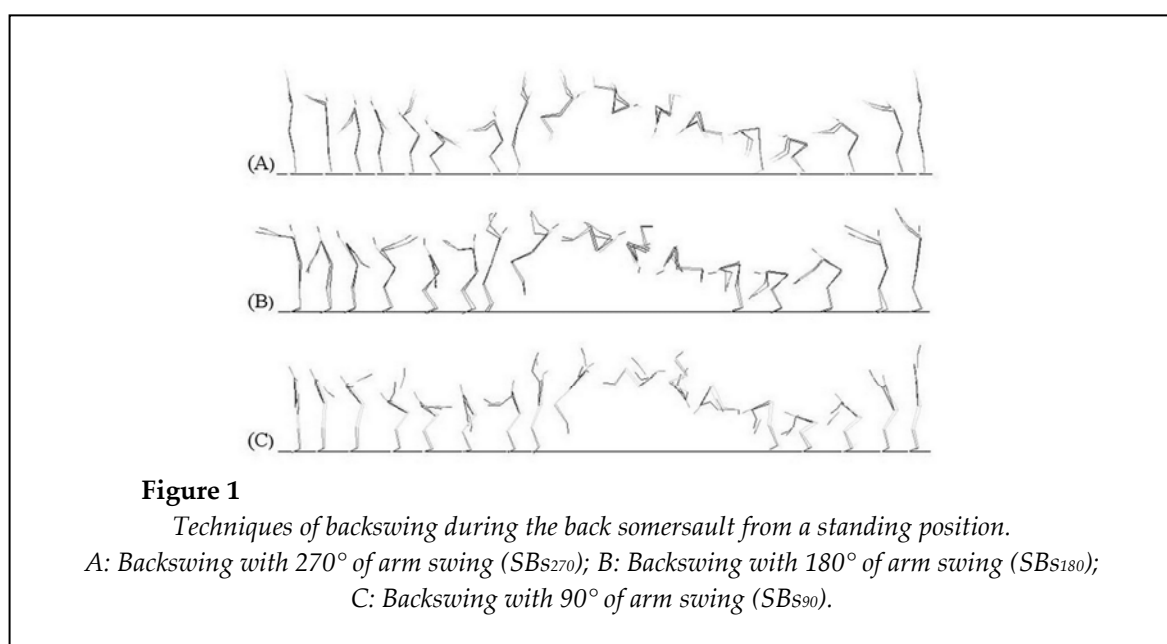 (A)
(B)
(C)
Figure 1
Techniques of backswing during the back somersault from a standing position.
A: Backswing with 270° of arm swing (SBs270); B: Backswing with 180° of arm swing (SBs180);
C: Backswing with 90° of arm swing (SBs90).